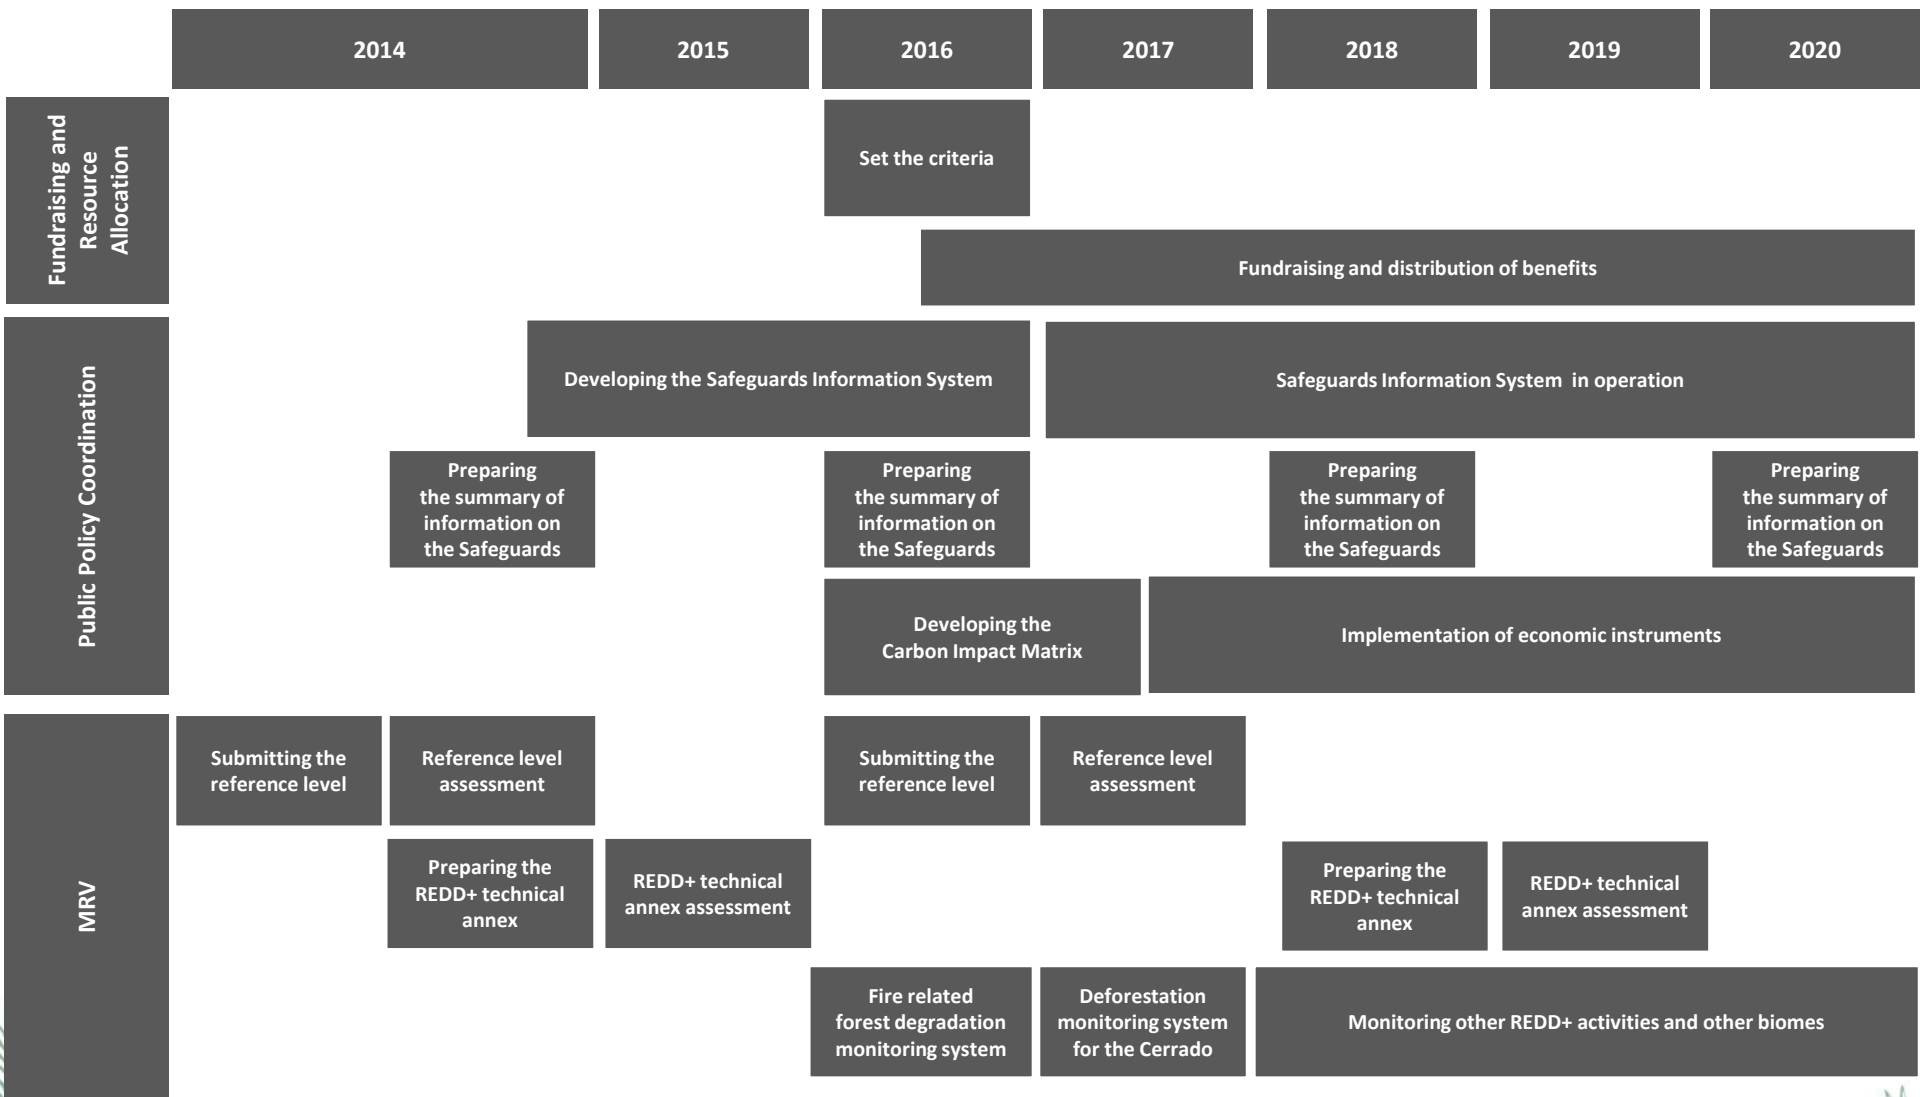 2014
2015
2016
2017
2018
2019
2020
Fundraising and
Resource
Allocation
Set the criteria
Fundraising and distribution of benefits
Public Policy Coordination
Developing the Safeguards Information System
Safeguards Information System in operation
Preparing
the summary of
information on
the Safeguards
Preparing
the summary of
information on
the Safeguards
Preparing
the summary of
information on
the Safeguards
Preparing
the summary of
information on
the Safeguards
Developing the
Carbon Impact Matrix
Implementation of economic instruments
MRV
Submitting the
reference level
Reference level
assessment
Submitting the
reference level
Reference level
assessment
Preparing the
REDD+ technical
annex
REDD+ technical
annex assessment
Preparing the
REDD+ technical
annex
REDD+ technical
annex assessment
Fire related
forest degradation
monitoring system
Deforestation
monitoring system
for the Cerrado
Monitoring other REDD+ activities and other biomes